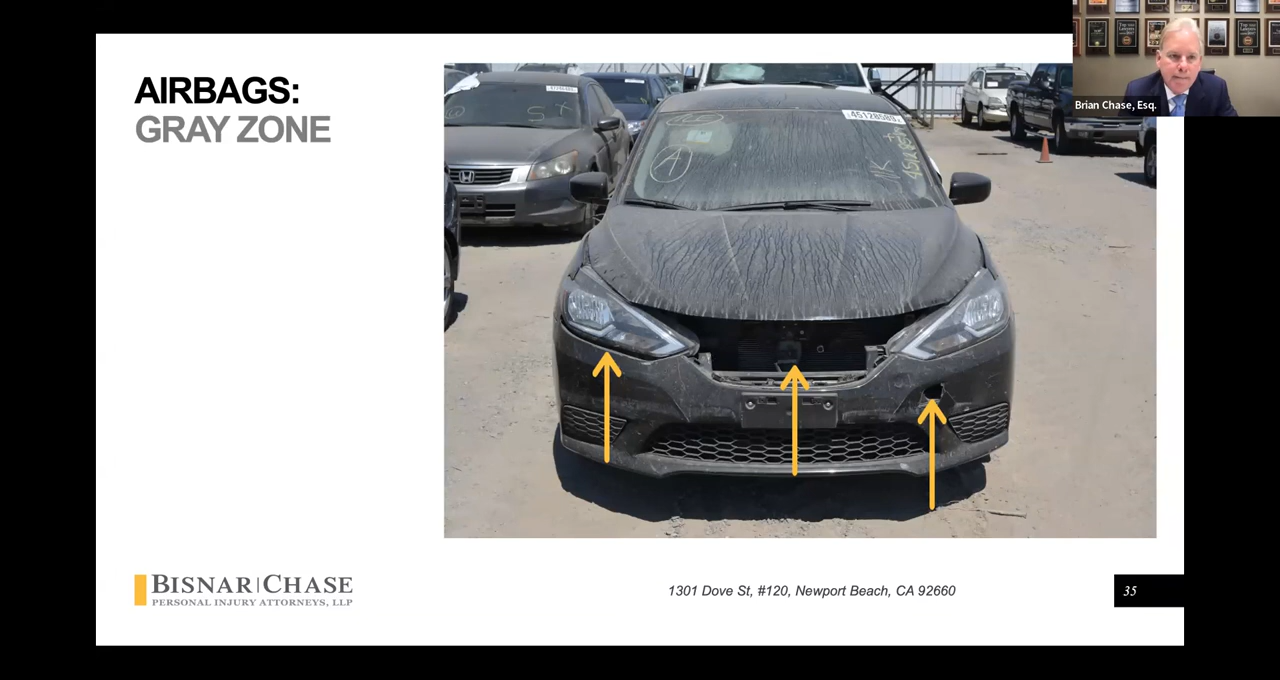 AIRBAGS:
GRAY ZONE
45128589
A
Brian Chase, Esq.
BISNAR|CHASE
PERSONAL INJURY ATTORNEYS, LLP
1301 Dove St, #120, Newport Beach, CA 92660
35